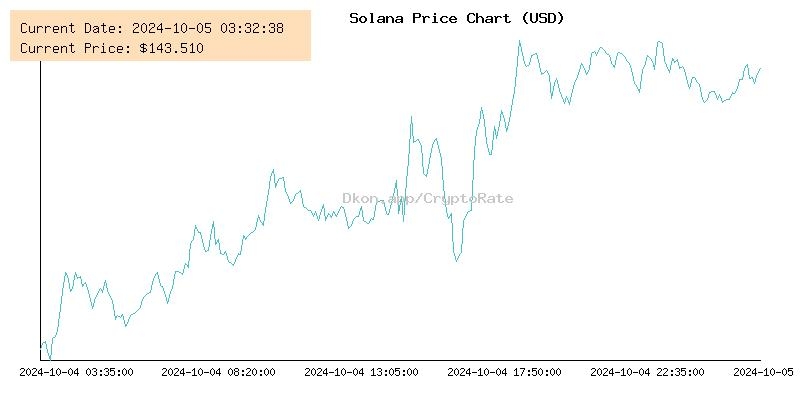 Solana Price Chart (USD)
Current Date: 2024-10-05 03:32:38
Current Price: $143.510
Dkon.app/CryptoRate
2024-10-04 03:35:00 2024-10-04 08:20:00 2024-10-04 13:05:00 2024-10-04 17:50:00 2024-10-04 22:35:00 2024-10-05